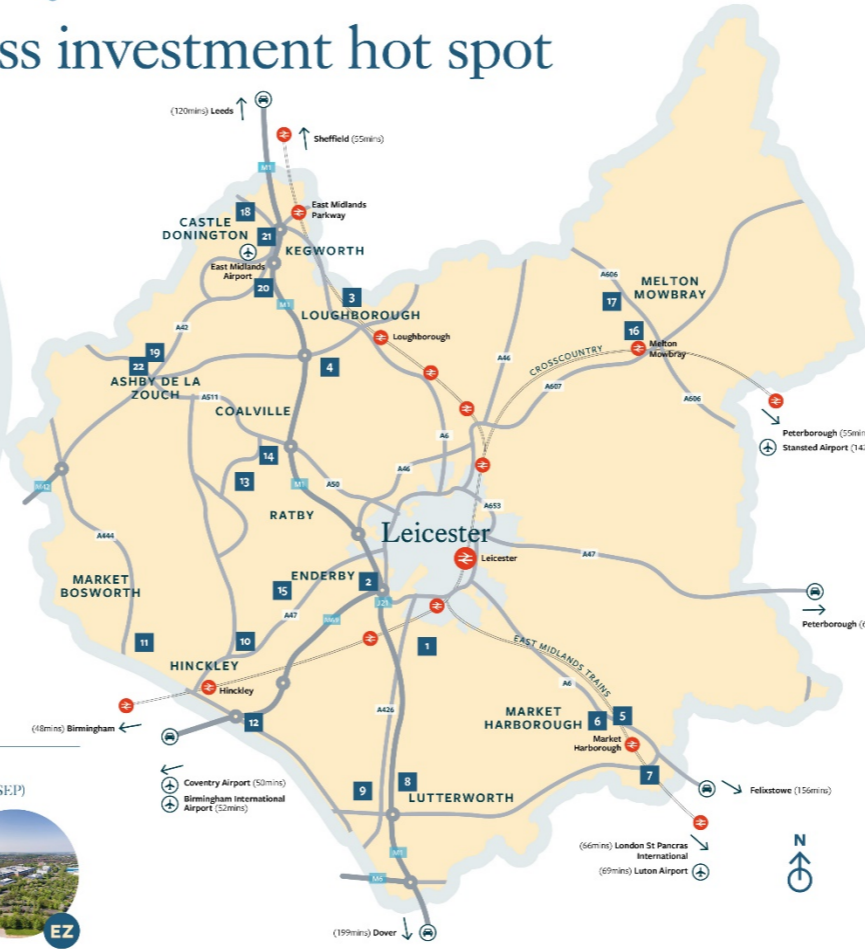 ss investment hot spot
(120mins) Leeds
Sheffield (55mins)
M1
East Midlands
Parkway
18
CASTLE
DONINGTON
21
KEGWORTH
East Midlands
Airport
20
M1
3
LOUGHBOROUGH
Loughborough
A606
MELTON
MOWBRAY
17
16
Melton
Mowbray
A42
19
22
ASHBY DE LA
ZOUCH
4
A46
CROSSCOUNTRY
A607
A606
A511
COALVILLE
A6
Peterborough (55min
Stansted Airport (142
14
13
M1
A50
A46
M42
RATBY
A653
Leicester
Leicester
A444
A47
MARKET
BOSWORTH
ENDERBY
2
15
J21
A47
M69
Peterborough (6
11
10
1
EAST MIDLANDS TRAINS
HINCKLEY
Hinckley
A6
A426
MARKET
HARBOROUGH
6
5
Market
Harborough
(48mins) Birmingham
12
7
Coventry Airport (50mins)
Birmingham International
Airport (52mins)
9
8
LUTTERWORTH
Felixstowe (156mins)
SEP)
M1
(66mins) London St Pancras
International
(69mins) Luton Airport
N
M6
EZ
(199mins) Dover